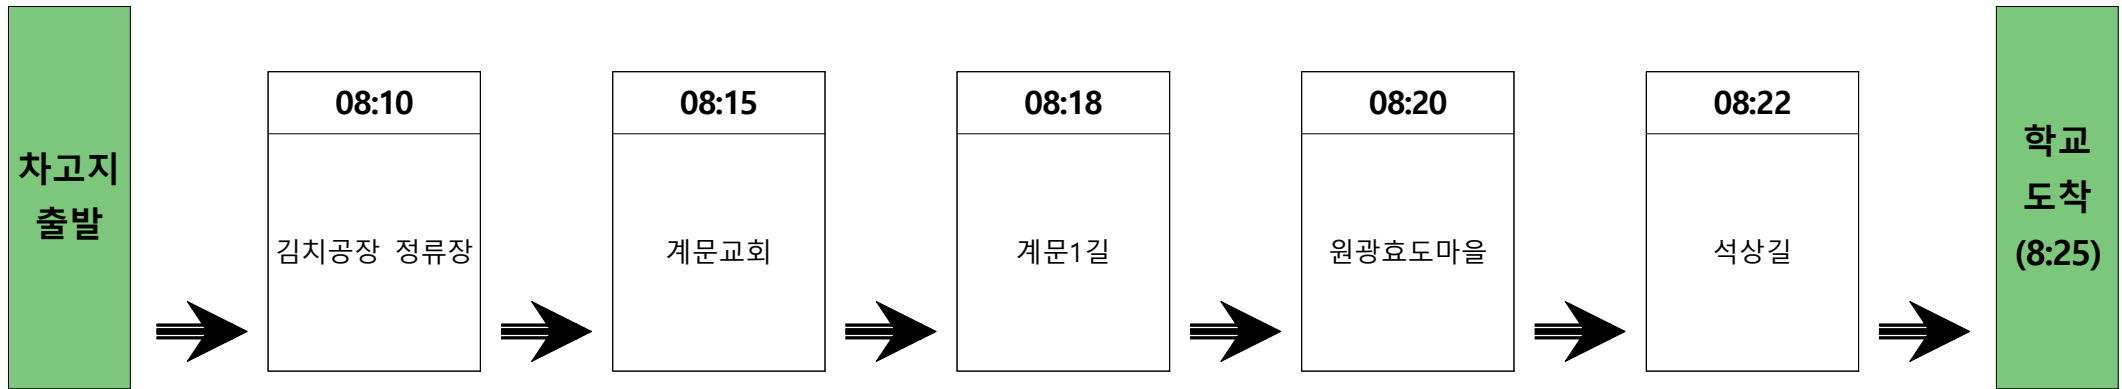 차고지
출발
08:10
김치공장 정류장
08:15
계문교회
08:18
계문1길
08:20
원광효도마을
08:22
석상길
학교
도착
(8:25)